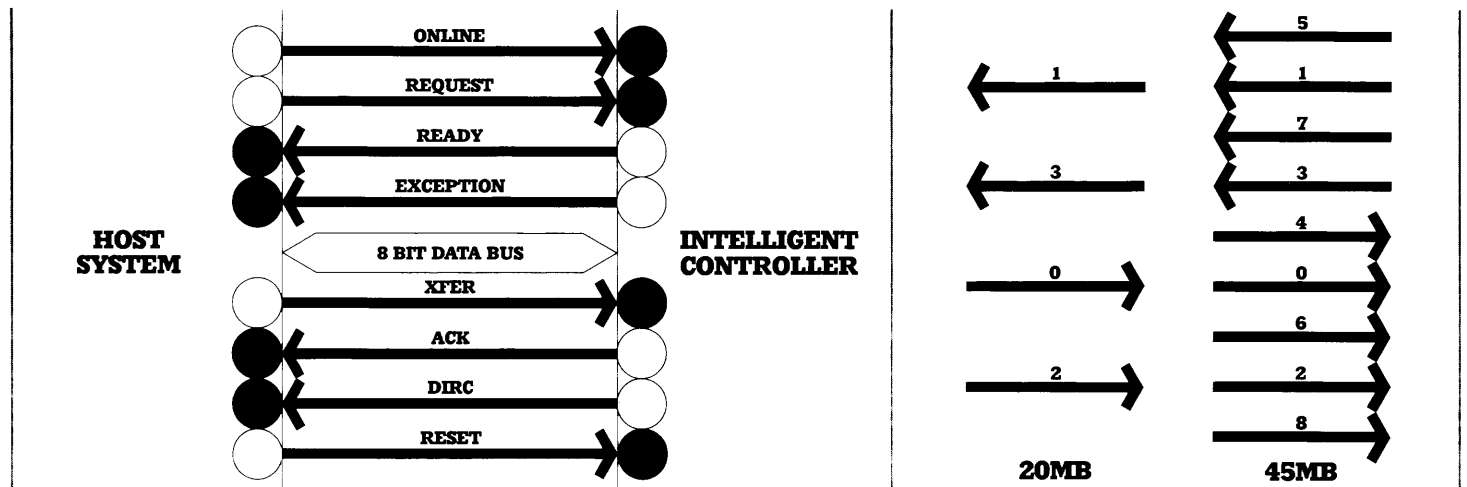 ONLINE
REQUEST
READY
EXCEPTION
HOST
SYSTEM
8 BIT DATA BUS
INTELLIGENT
CONTROLLER
XFER
ACK
DIRC
RESET
1
3
0
2
20MB
5
1
7
3
4
0
6
2
8
45MB